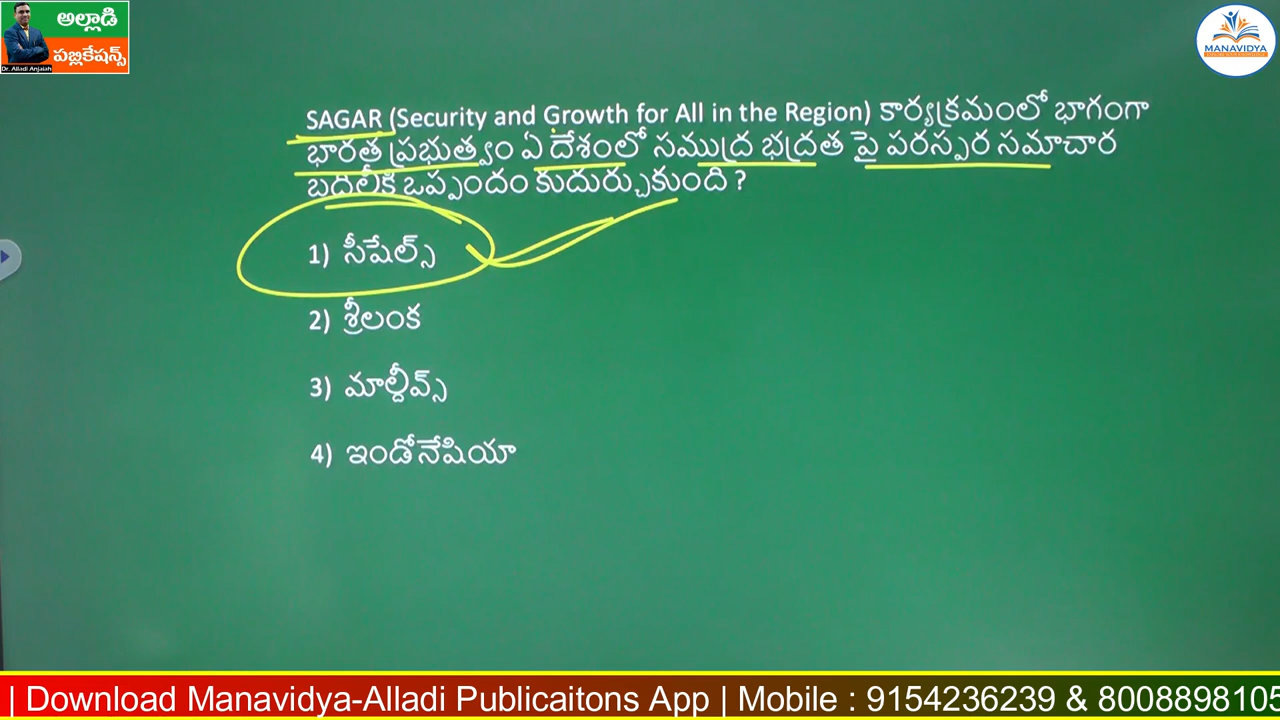 అల్లాడి
పబ్లికేషన్స్
Dr. Alladi Anjaiah
MANAVIDYA
SAGAR (Security and Growth for All in the Region) కార్యక్రమంలో భాగంగా
భారత ప్రభుత్వం ఏ దేశంలో సముద్ర భద్రత పై పరస్పర సమాచార
బదిలీకి ఒప్పందం కుదుర్చుకుంది ?
1) సీషేల్స్
2) శ్రీలంక
3) మాల్దీవ్స్
4) ఇండోనేషియా
| Download Manavidya-Alladi Publicaitons App | Mobile : 9154236239 & 8008898105